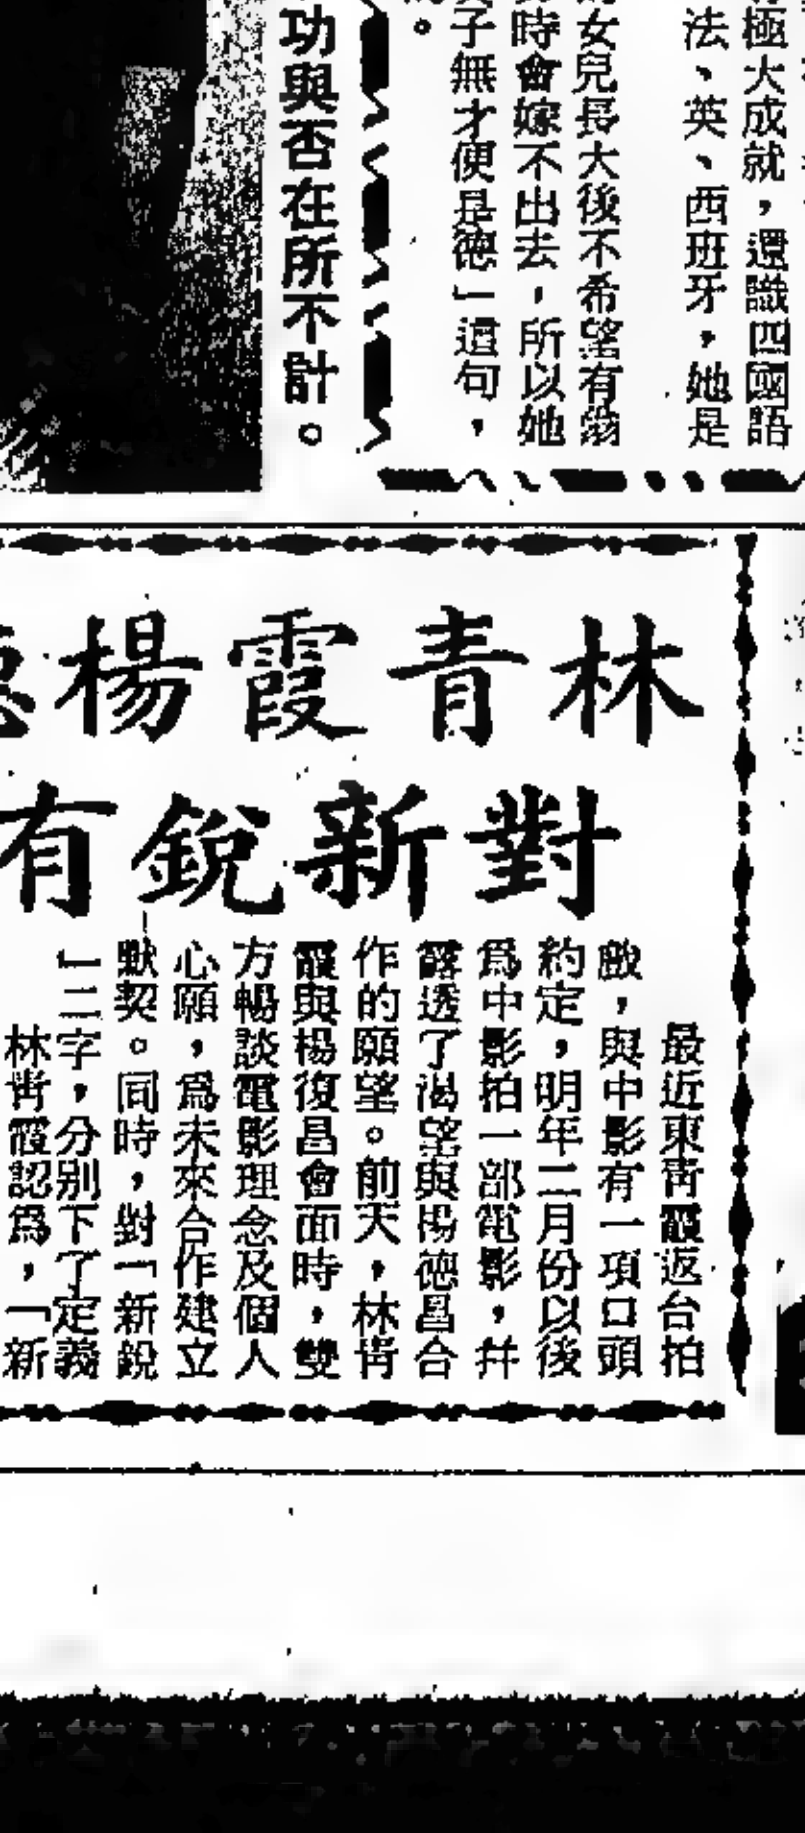 極大成就，還識四國語
法、英、西班牙，她是
女兒長大後不希望有
時會嫁不出去，所以她
子無才便是德」這句，
。
功與否在所不計。
林青霞楊
對新銳有
最近東青霞返台拍
戲，與中影有一項口頭
約定，明年二月份以後
爲中影拍一部電影，并
露透了渴望與楊德昌合
作的願望。前天，林青
霞與楊復昌會面時，雙
方暢談電影理念及個人
心願，爲未來合作建立
默契。同時，對「新銳
」二字，分別下了定義
林青霞認爲，「新